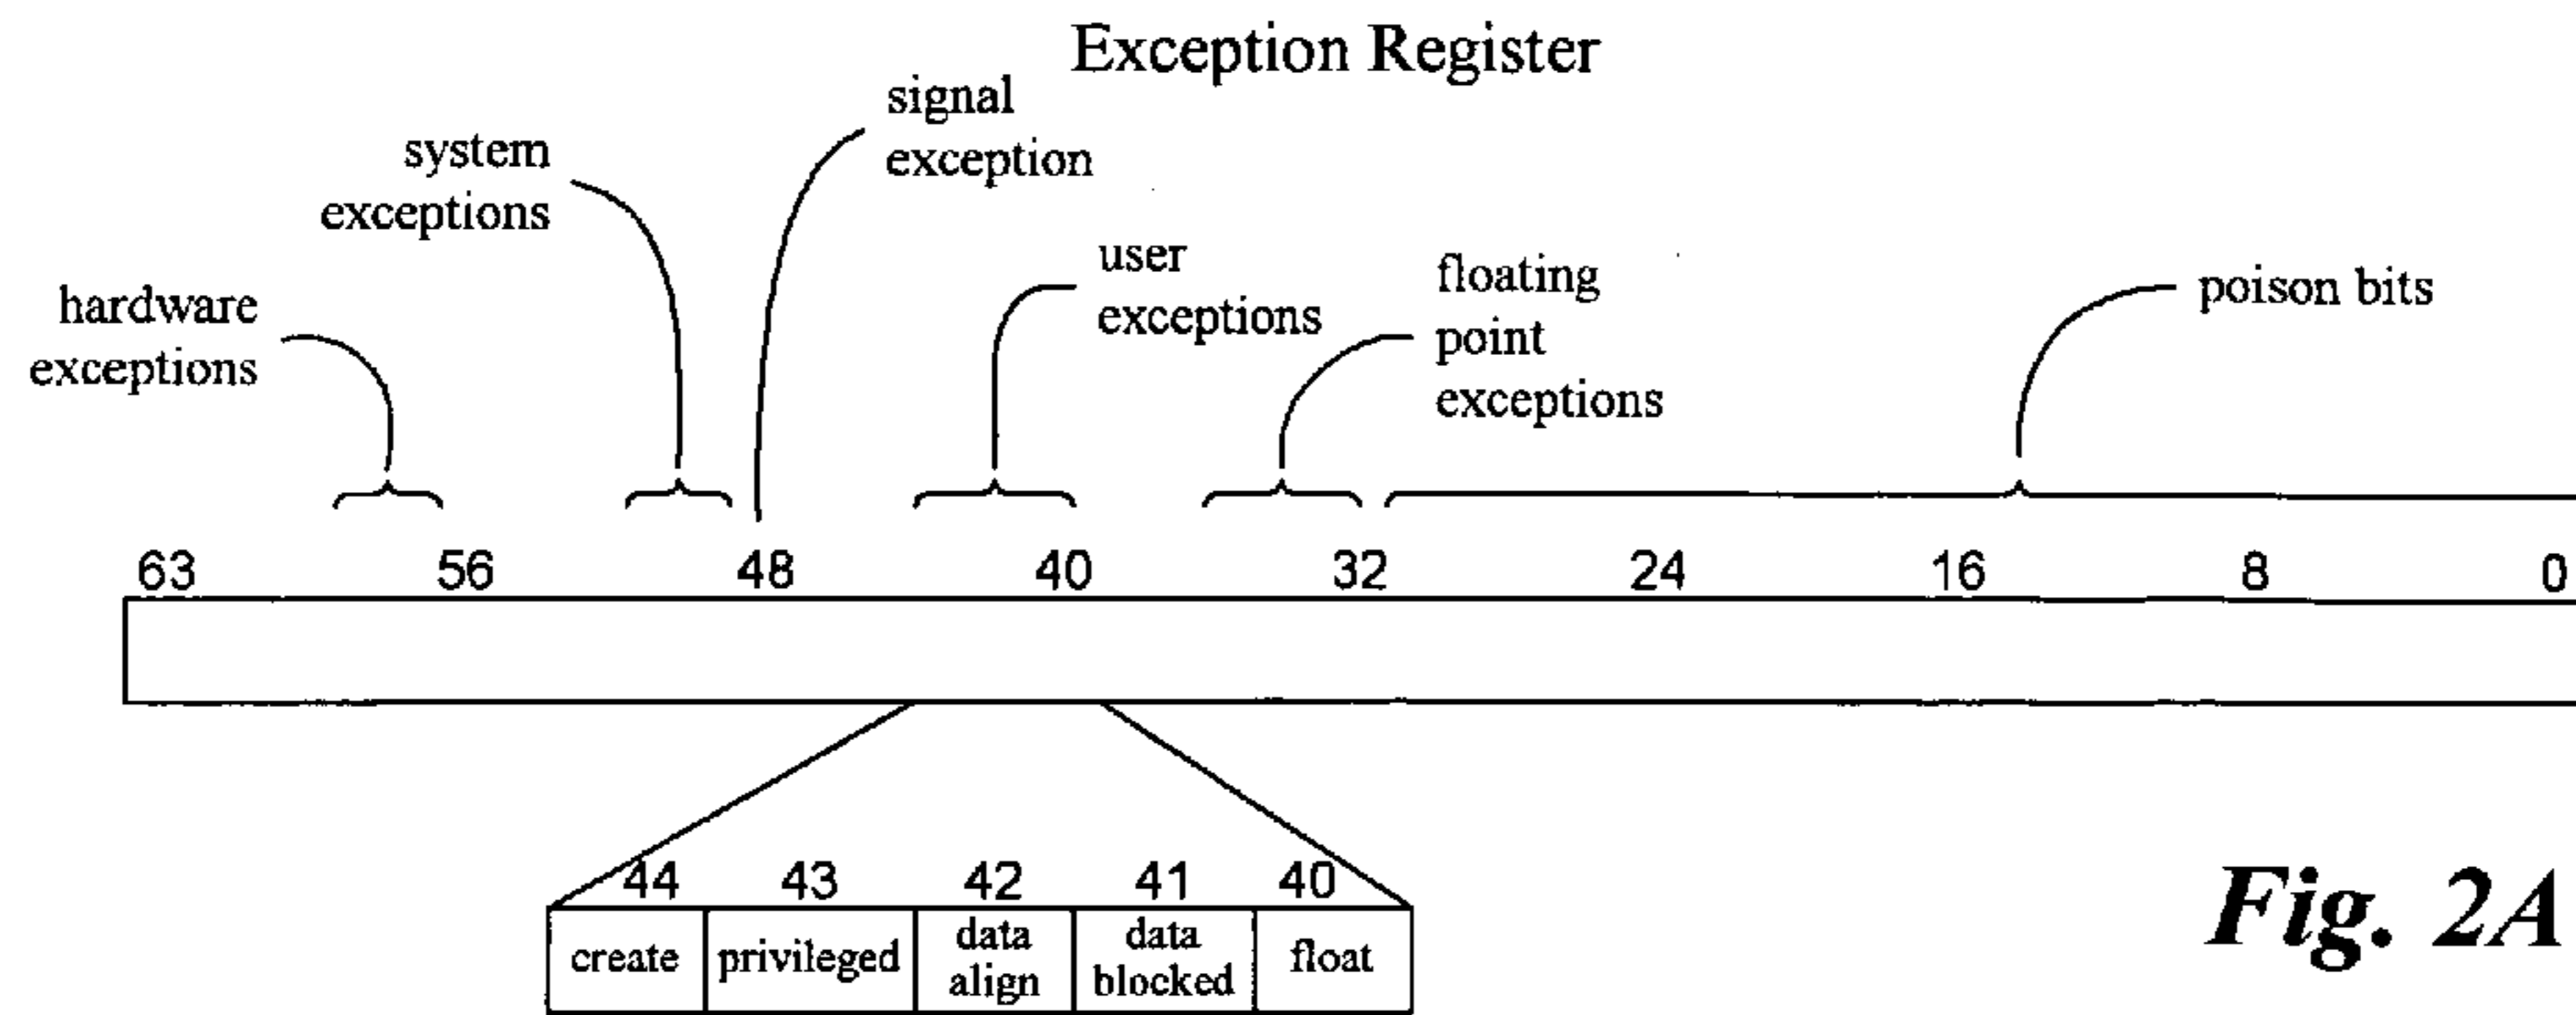 Exception Register
signal
exception
system
exceptions
user
exceptions
floating
point
exceptions
poison bits
hardware
exceptions
63 56 48 40 32 24 16 8 0
44 43 42 41 40
create privileged data align data blocked float
Fig. 2A